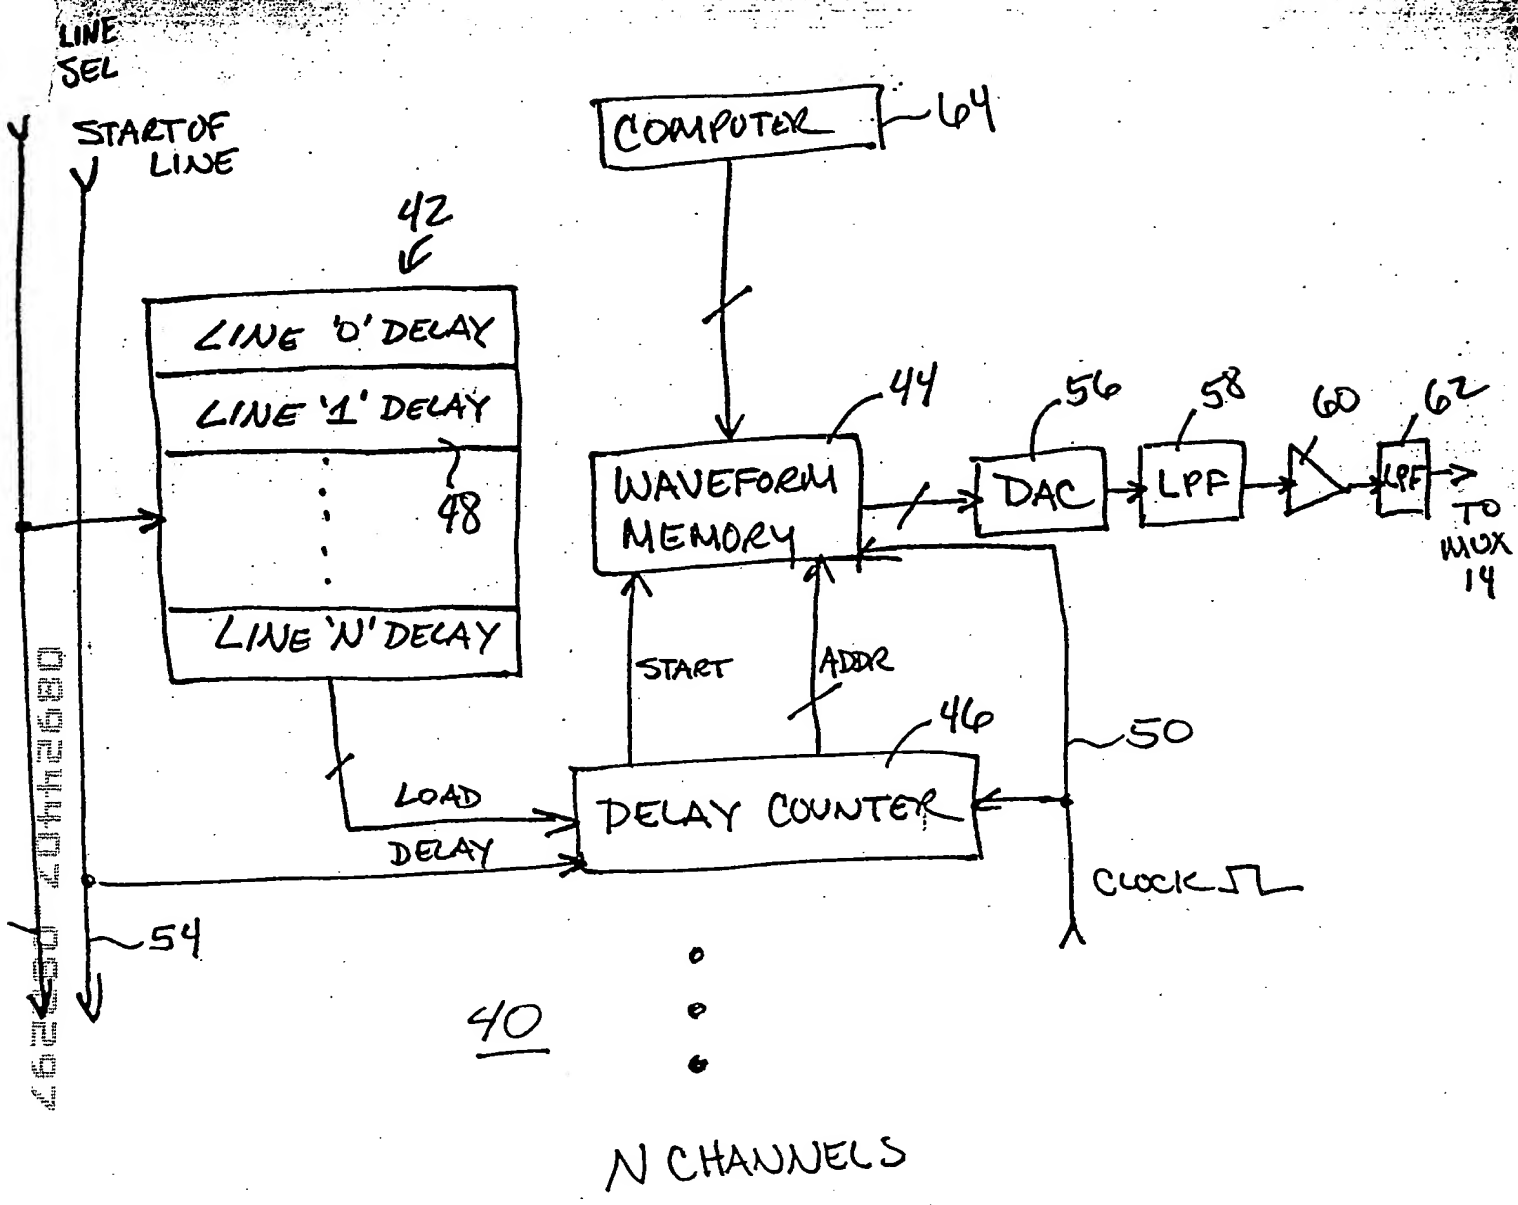 LINE
SEL
START OF
LINE
COMPUTER
64
42
LINE '0' DELAY
LINE '1' DELAY
48
LINE 'N' DELAY
WAVEFORM
MEMORY
44
DAC
56
LPF
58
60
LPF
62
TO
MUX
14
START
ADDR
46
50
LOAD
DELAY
DELAY COUNTER
CLOCK
54
40
N CHANNELS